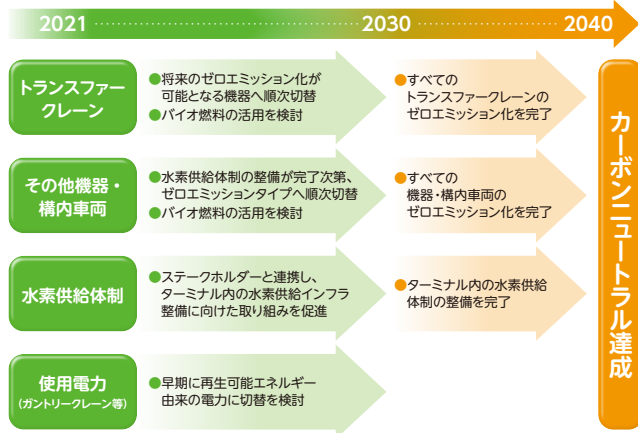 2021
2030
2040
トランスファー
クレーン
●将来のゼロエミッション化が
可能となる機器へ順次切替
●バイオ燃料の活用を検討
●すべての
トランスファークレーンの
ゼロエミッション化を完了
その他機器・
構内車両
●水素供給体制の整備が完了次第、
ゼロエミッションタイプへ順次切替
●バイオ燃料の活用を検討
●すべての
機器・構内車両の
ゼロエミッション化を完了
水素供給体制
●ステークホルダーと連携し、
ターミナル内の水素供給インフラ
整備に向けた取り組みを促進
●ターミナル内の水素供給
体制の整備を完了
使用電力
(ガントリークレーン等)
●早期に再生可能エネルギー
由来の電力に切替を検討
カーボンニュートラル達成